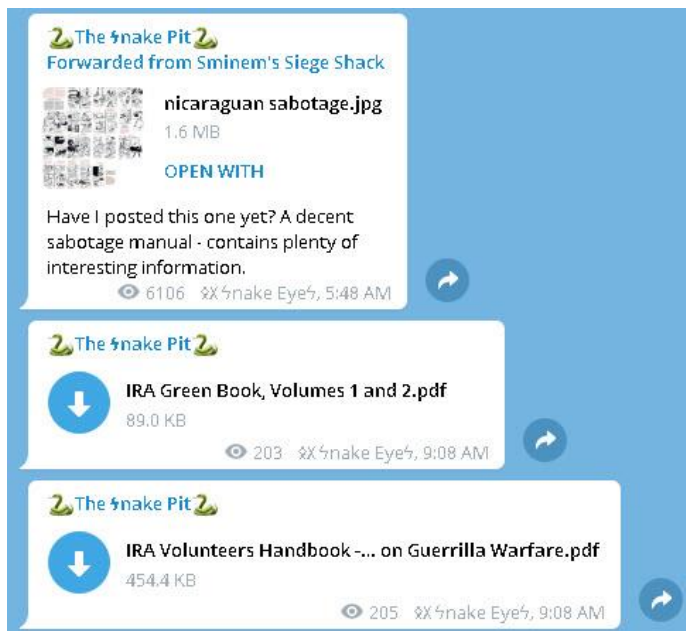 🐍The ϟnake Pit🐍
Forwarded from Sminem's Siege Shack
nicaraguan sabotage.jpg
1.6 MB
OPEN WITH
Have I posted this one yet? A decent
sabotage manual - contains plenty of
interesting information.
6106 ᛟX ϟnake Eyeϟ, 5:48 AM
🐍The ϟnake Pit🐍
IRA Green Book, Volumes 1 and 2.pdf
89.0 KB
203 ᛟX ϟnake Eyeϟ, 9:08 AM
🐍The ϟnake Pit🐍
IRA Volunteers Handbook -... on Guerrilla Warfare.pdf
454.4 KB
205 ᛟX ϟnake Eyeϟ, 9:08 AM